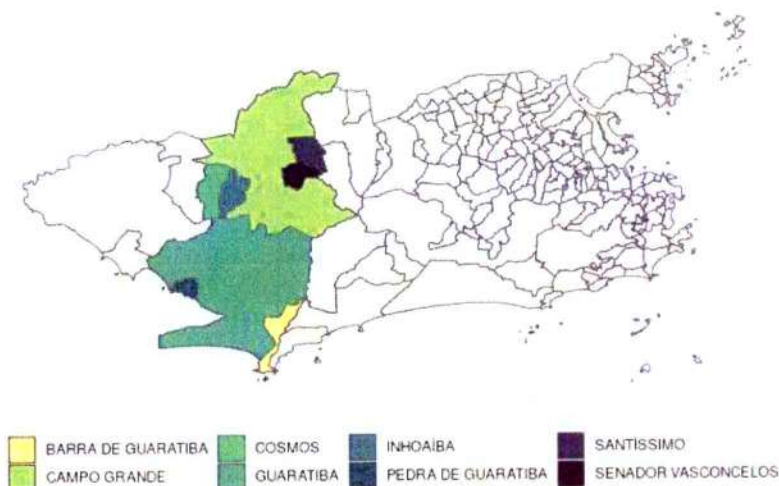 BARRA DE GUARATIBA COSMOS INHOAÍBA SANTÍSSIMO
CAMPO GRANDE GUARATIBA PEDRA DE GUARATIBA SENADOR VASCONCELOS